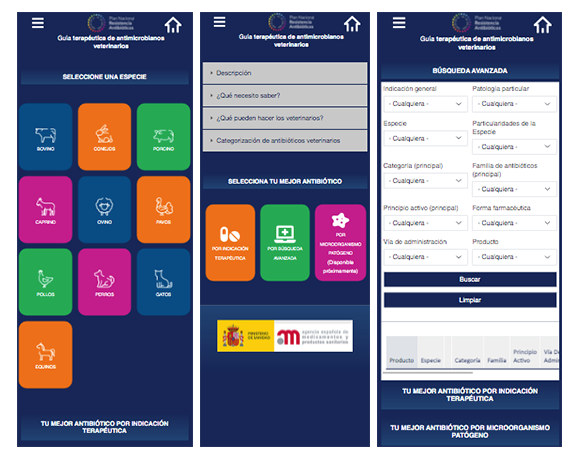 Plan Nacional
Resistencia
Antibióticos
Guía terapéutica de antimicrobianos
veterinarios
SELECCIONE UNA ESPECIE
BOVINO
CONEJOS
PORCINO
CAPRINO
OVINO
PAVOS
POLLOS
PERROS
GATOS
EQUINOS
TU MEJOR ANTIBIÓTICO POR INDICACIÓN
TERAPÉUTICA
Plan Nacional
Resistencia
Antibióticos
Guía terapéutica de antimicrobianos
veterinarios
Descripción
¿Qué necesito saber?
¿Qué pueden hacer los veterinarios?
Categorización de antibióticos veterinarios
SELECCIONA TU MEJOR ANTIBIÓTICO
POR INDICACIÓN
TERAPÉUTICA
POR BÚSQUEDA
AVANZADA
POR
MICROORGANISMO
PATÓGENO
(Disponible
próximamente)
MINISTERIO
DE SANIDAD
agencia española de
medicamentos y
productos sanitarios
Plan Nacional
Resistencia
Antibióticos
Guía terapéutica de antimicrobianos
veterinarios
BÚSQUEDA AVANZADA
Indicación general Patología particular
- Cualquiera - - Cualquiera -
Especie Particularidades de la
Especie
- Cualquiera - - Cualquiera -
Categoría (principal) Familia de antibióticos
(principal)
- Cualquiera - - Cualquiera -
Principio activo (principal) Forma farmacéutica
- Cualquiera - - Cualquiera -
Vía de administración Producto
- Cualquiera - - Cualquiera -
Buscar
Limpiar
Producto Especie Categoría Familia Principio
Activo Vía De
Admin
TU MEJOR ANTIBIÓTICO POR INDICACIÓN
TERAPÉUTICA
TU MEJOR ANTIBIÓTICO POR MICROORGANISMO
PATÓGENO